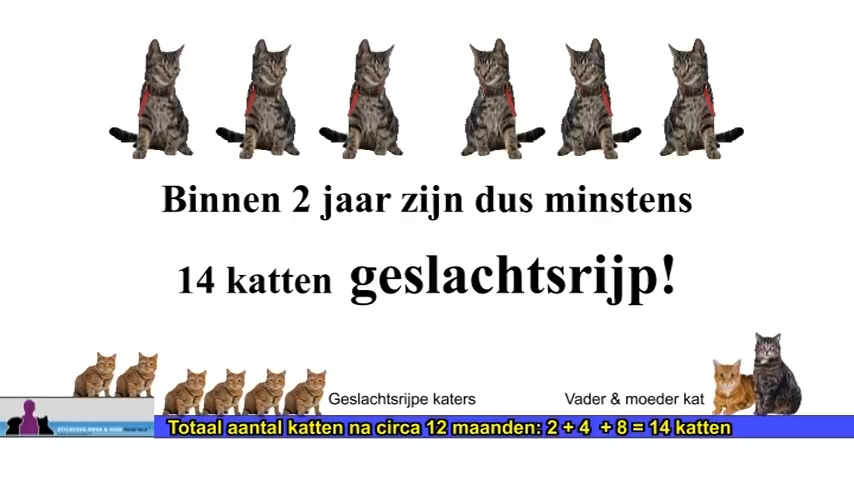 Binnen 2 jaar zijn dus minstens
14 katten geslachtsrijp!
Geslachtsrijpe katers
Vader & moeder kat
Totaal aantal katten na circa 12 maanden: 2 + 4 + 8 = 14 katten